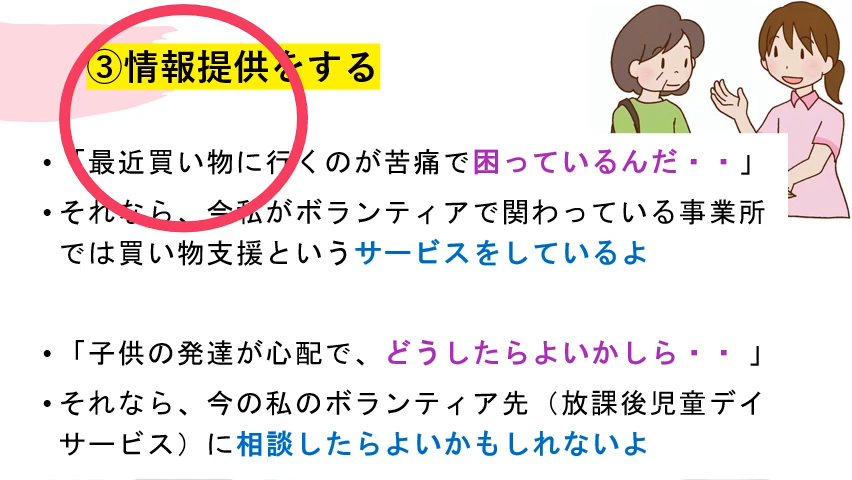 ③情報提供をする
・「最近買い物に行くのが苦痛で困っているんだ・・」
・それなら、今私がボランティアで関わっている事業所
では買い物支援というサービスをしているよ
・「子供の発達が心配で、どうしたらよいかしら・・ 」
・それなら、今の私のボランティア先（放課後児童デイ
サービス）に相談したらよいかもしれないよ